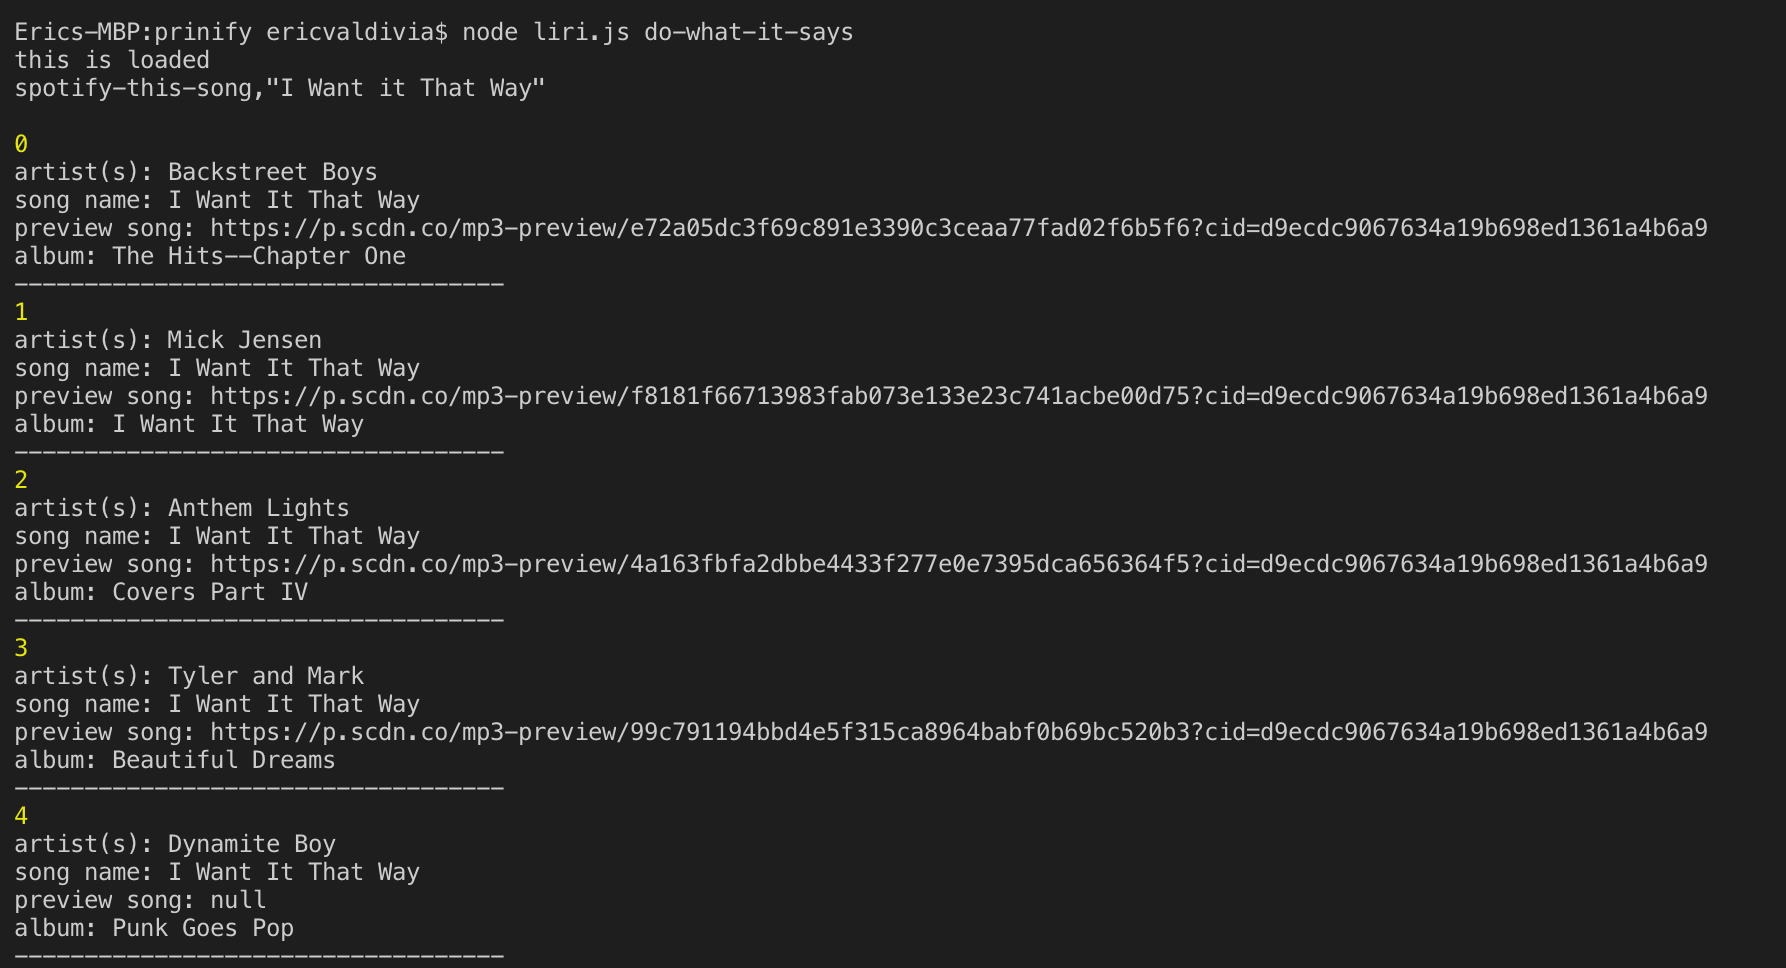 Erics-MBP:prinify ericvaldivia$ node liri.js do-what-it-says
this is loaded
spotify-this-song,"I Want it That Way"
0
artist(s): Backstreet Boys
song name: I Want It That Way
preview song: https://p.scdn.co/mp3-preview/e72a05dc3f69c891e3390c3ceaa77fad02f6b5f6?cid=d9ecdc9067634a19b698ed1361a4b6a9
album: The Hits--Chapter One
-----------------------------------
1
artist(s): Mick Jensen
song name: I Want It That Way
preview song: https://p.scdn.co/mp3-preview/f8181f66713983fab073e133e23c741acbe00d75?cid=d9ecdc9067634a19b698ed1361a4b6a9
album: I Want It That Way
-----------------------------------
2
artist(s): Anthem Lights
song name: I Want It That Way
preview song: https://p.scdn.co/mp3-preview/4a163fbfa2dbbe4433f277e0e7395dca656364f5?cid=d9ecdc9067634a19b698ed1361a4b6a9
album: Covers Part IV
-----------------------------------
3
artist(s): Tyler and Mark
song name: I Want It That Way
preview song: https://p.scdn.co/mp3-preview/99c791194bbd4e5f315ca8964babf0b69bc520b3?cid=d9ecdc9067634a19b698ed1361a4b6a9
album: Beautiful Dreams
-----------------------------------
4
artist(s): Dynamite Boy
song name: I Want It That Way
preview song: null
album: Punk Goes Pop
-----------------------------------